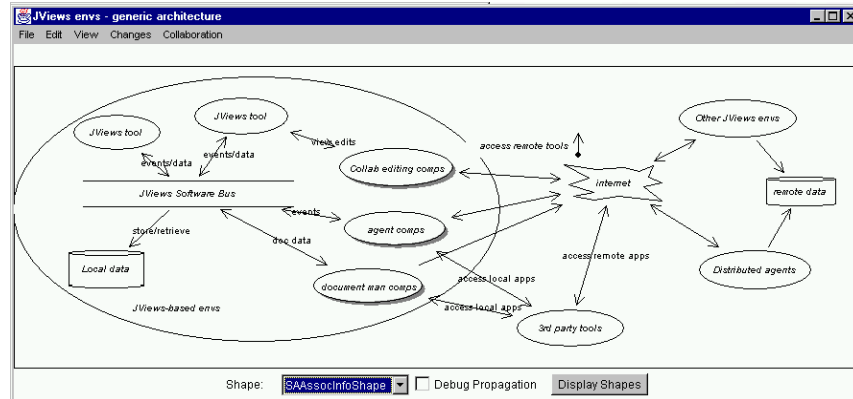 JViews envs - generic architecture
File Edit View Changes Collaboration
JViews tool
JViews tool
events/data
events/data
view edits
Collab editing comps
access remote tools
internet
Other JViews envs
remote data
JViews Software Bus
store/retrieve
events
agent comps
doc data
Local data
document man comps
JViews-based envs
access local apps
access local apps
access remote apps
Distributed agents
3rd party tools
Shape: SAAssocInfoShape Debug Propagation Display Shapes